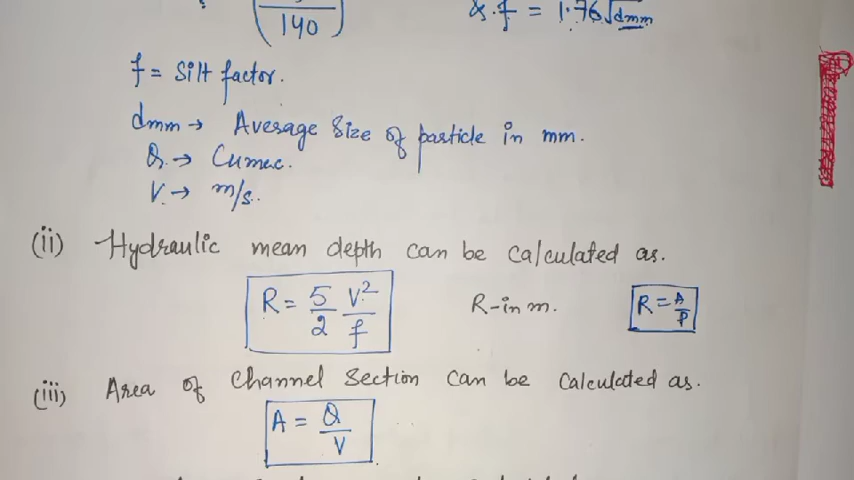 140
& f = 1.76√dmm
f = Silt factor.
dmm → Average Size of particle in mm.
Q → Cumec.
V → m/s.
(ii) Hydraulic mean depth can be calculated as.
R = 5/2 V²/f R-in m. R = A/P
(iii) Area of Channel Section can be Calculated as.
A = Q/V